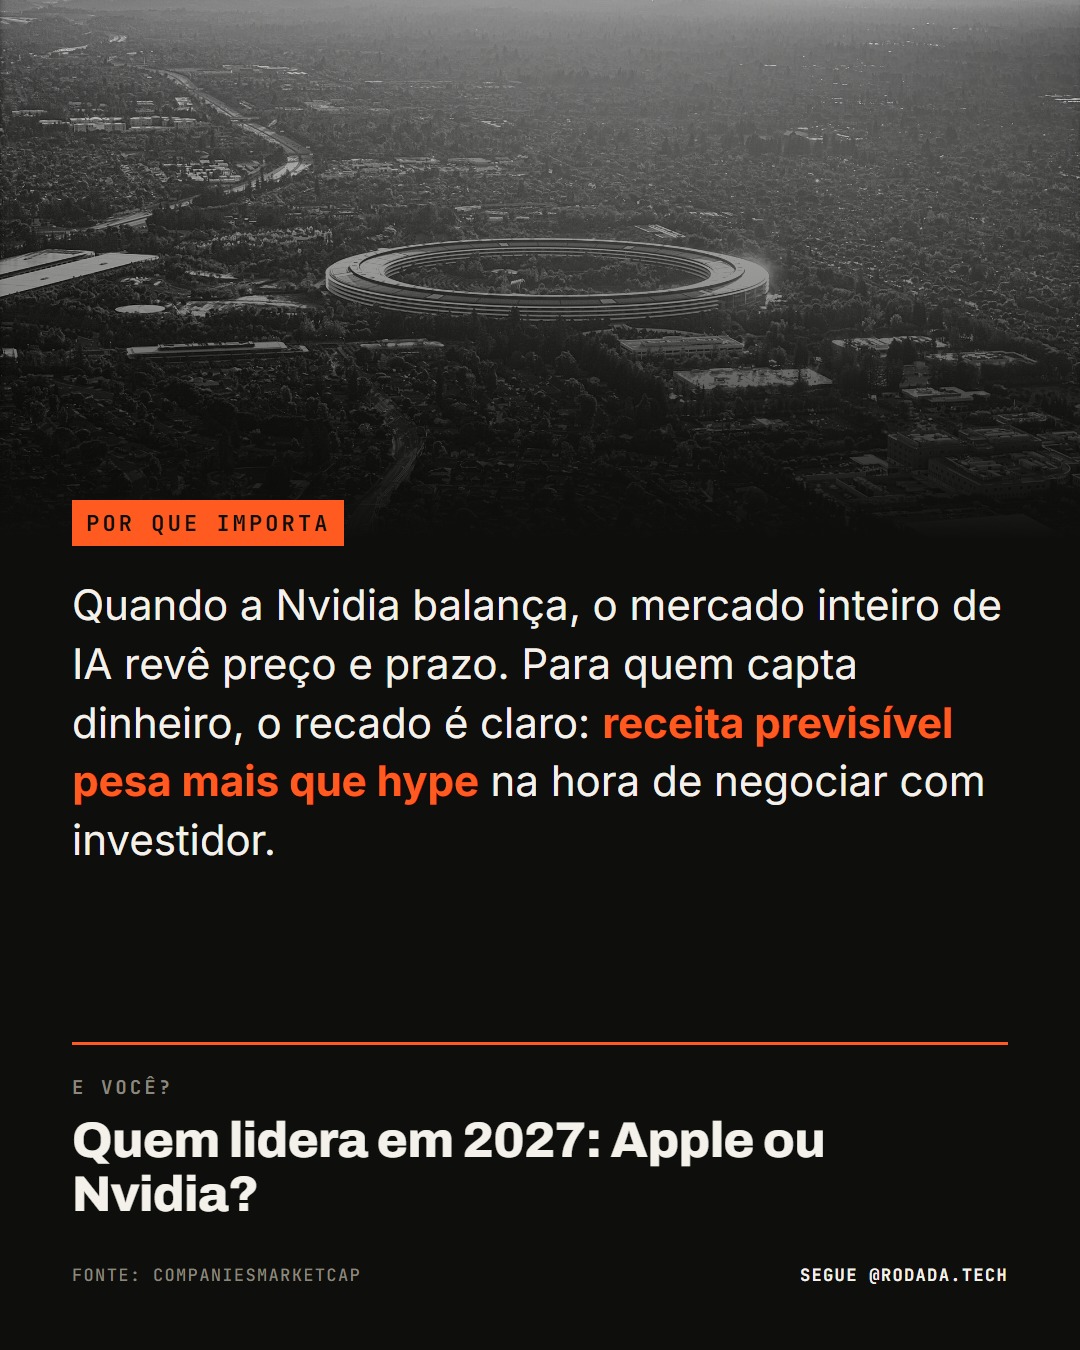 POR QUE IMPORTA
Quando a Nvidia balança, o mercado inteiro de
IA revê preço e prazo. Para quem capta
dinheiro, o recado é claro: receita previsível
pesa mais que hype na hora de negociar com
investidor.
E VOCÊ?
Quem lidera em 2027: Apple ou
Nvidia?
FONTE: COMPANIESMARKETCAP
SEGUE @RODADA.TECH